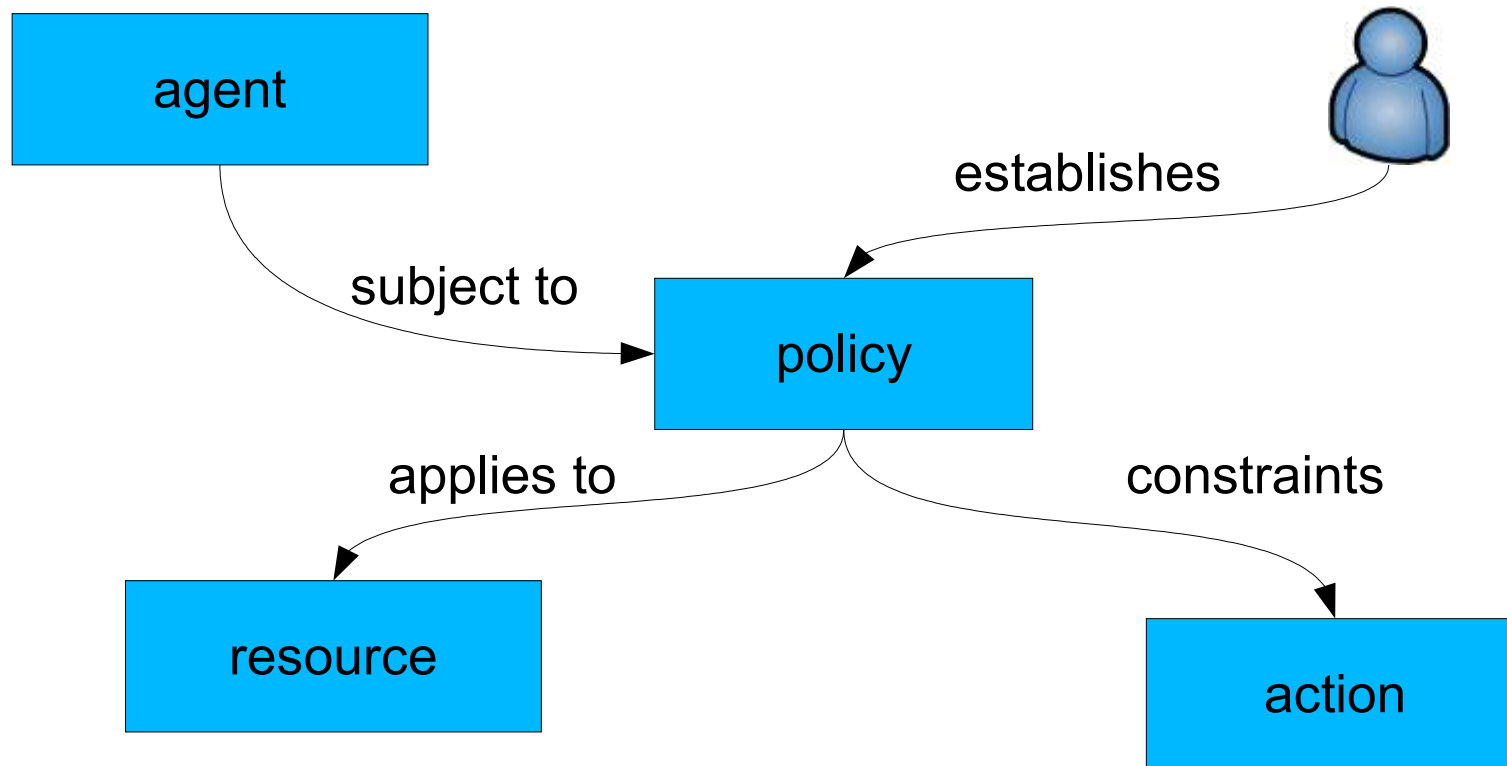 agent
establishes
subject to
policy
applies to
constraints
resource
action